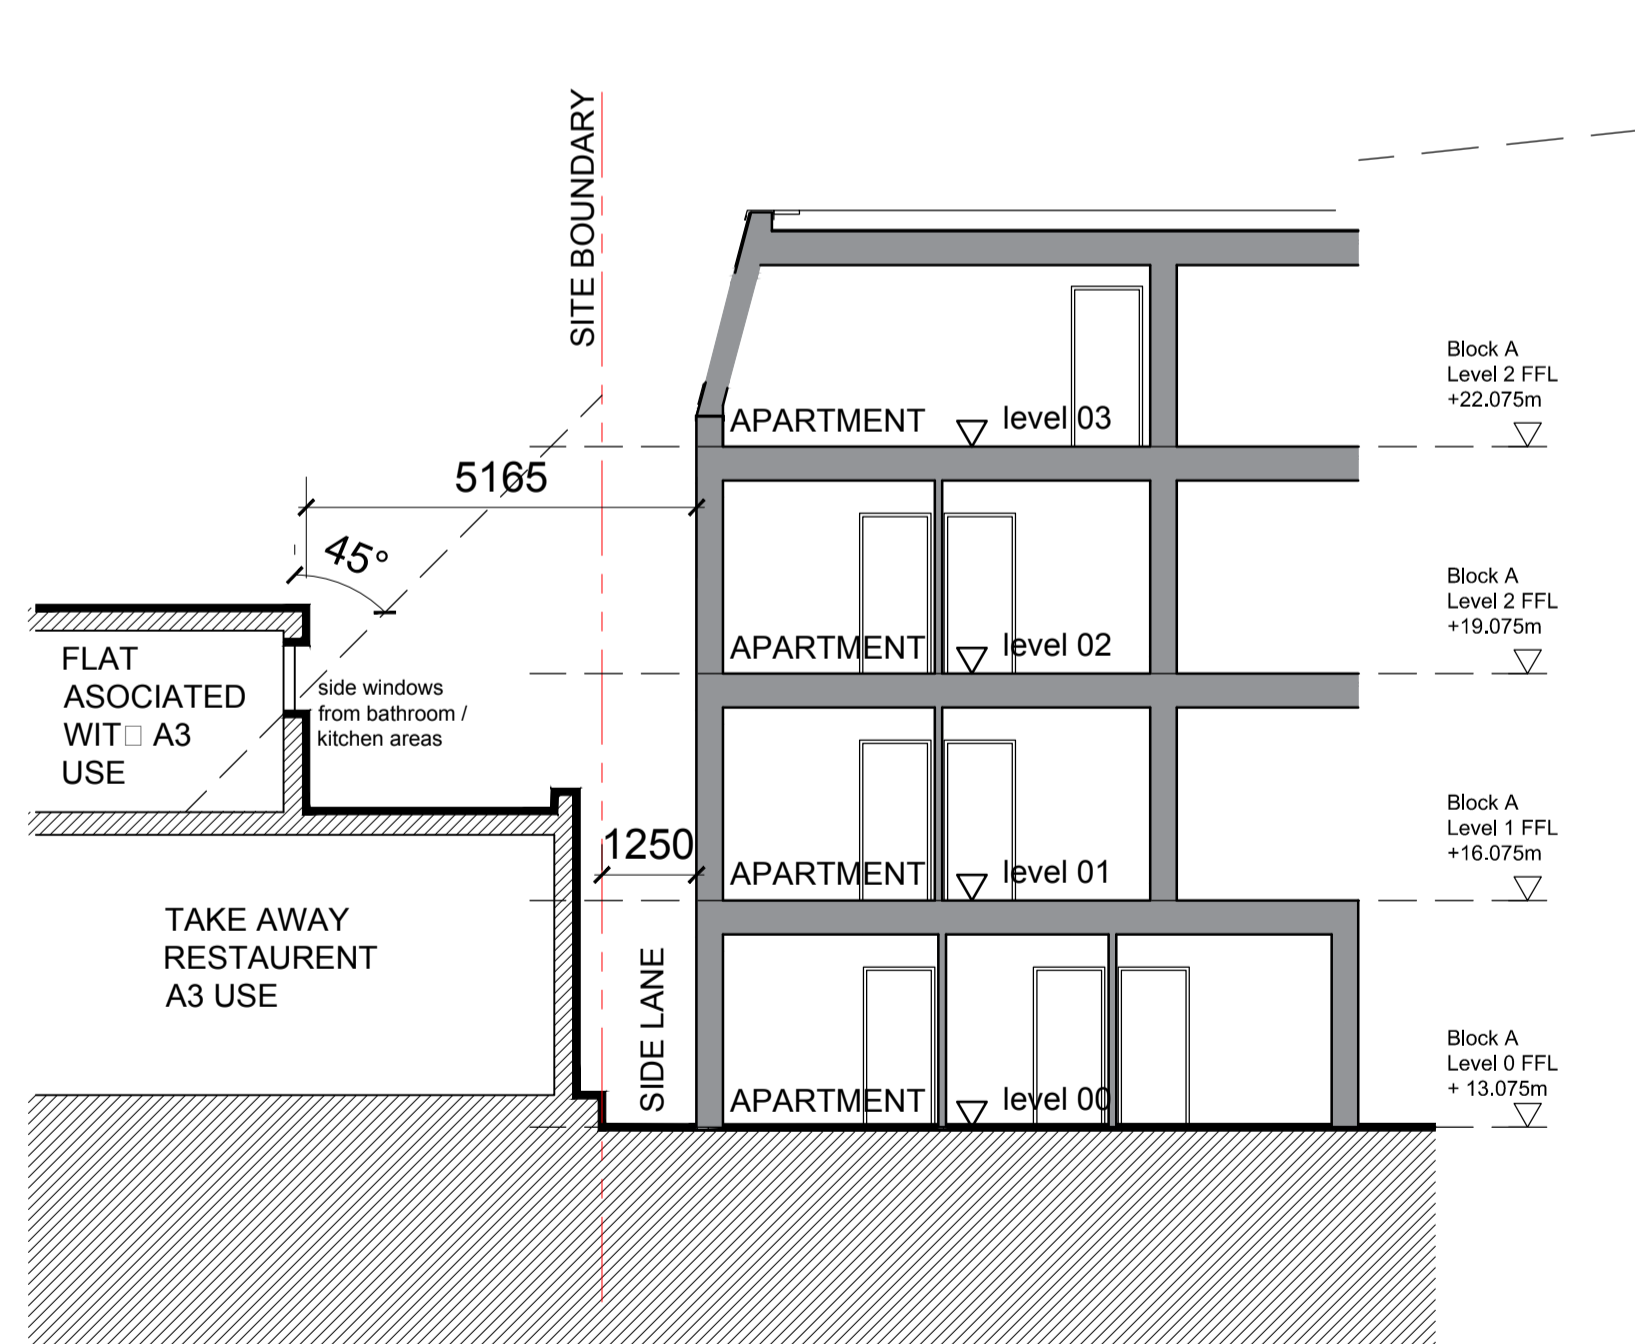 SITE BOUNDARY
Block A
Level 2 FFL
+22.075m
APARTMENT
level 03
5165
45°
Block A
Level 2 FFL
+19.075m
APARTMENT
level 02
FLAT
ASOCIATED
WIT□ A3
USE
side windows
from bathroom /
kitchen areas
Block A
Level 1 FFL
+16.075m
1250
APARTMENT
level 01
TAKE AWAY
RESTAURENT
A3 USE
SIDE LANE
Block A
Level 0 FFL
+ 13.075m
APARTMENT
level 00